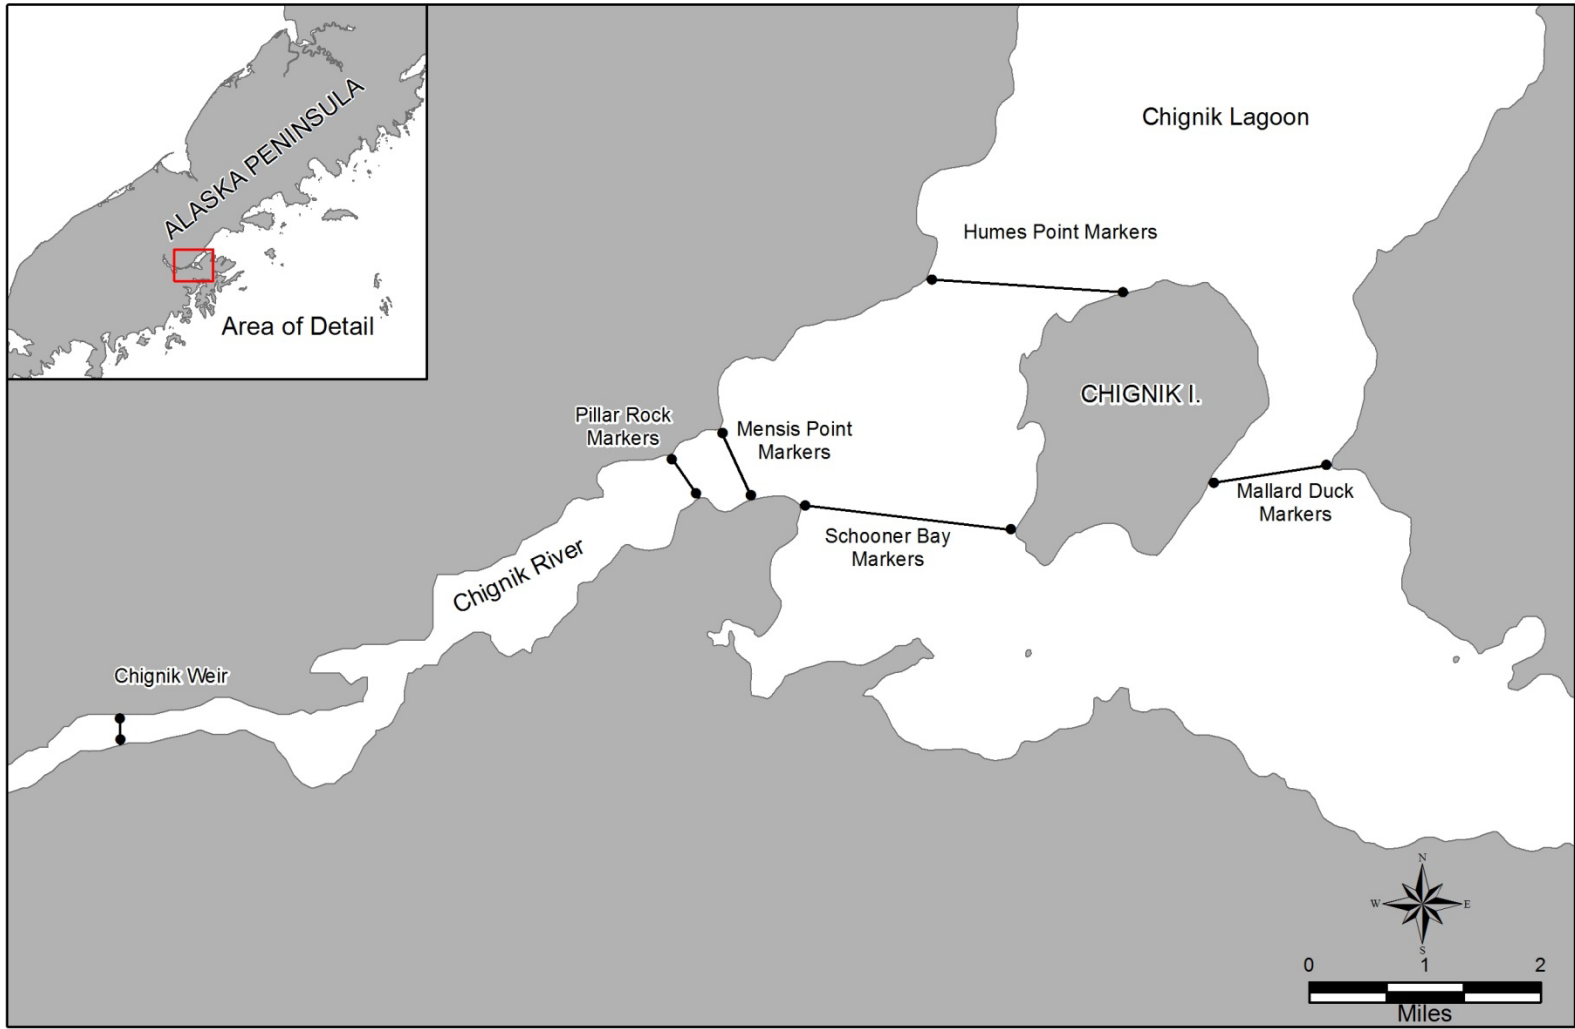 ALASKA PENINSULA
Area of Detail
Chignik Lagoon
Humes Point Markers
CHIGNIK I.
Pillar Rock
Markers
Mensis Point
Markers
Mallard Duck
Markers
Schooner Bay
Markers
Chignik River
Chignik Weir
N
W E
S
0 1 2
Miles